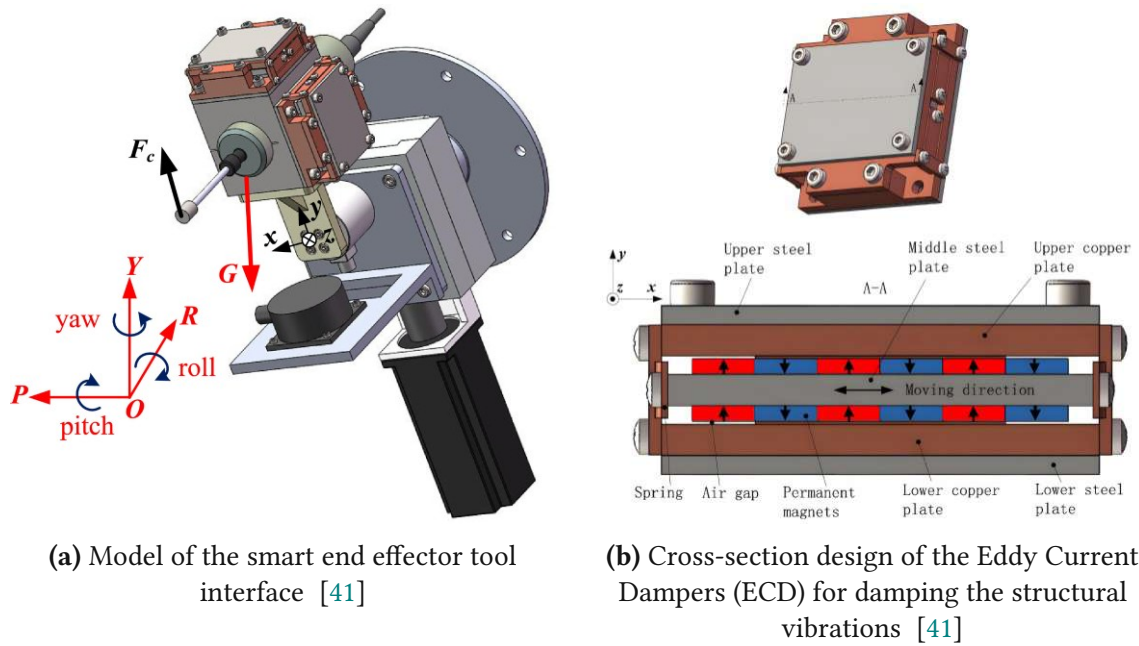 F_c
x
y
z
G
Y
yaw
R
roll
P
O
pitch
A
A
y
z
x
Upper steel
plate
Middle steel
plate
Upper copper
plate
A-A
Moving direction
Spring
Air gap
Permanent
magnets
Lower copper
plate
Lower steel
plate
(a) Model of the smart end effector tool
interface [41]
(b) Cross-section design of the Eddy Current
Dampers (ECD) for damping the structural
vibrations [41]